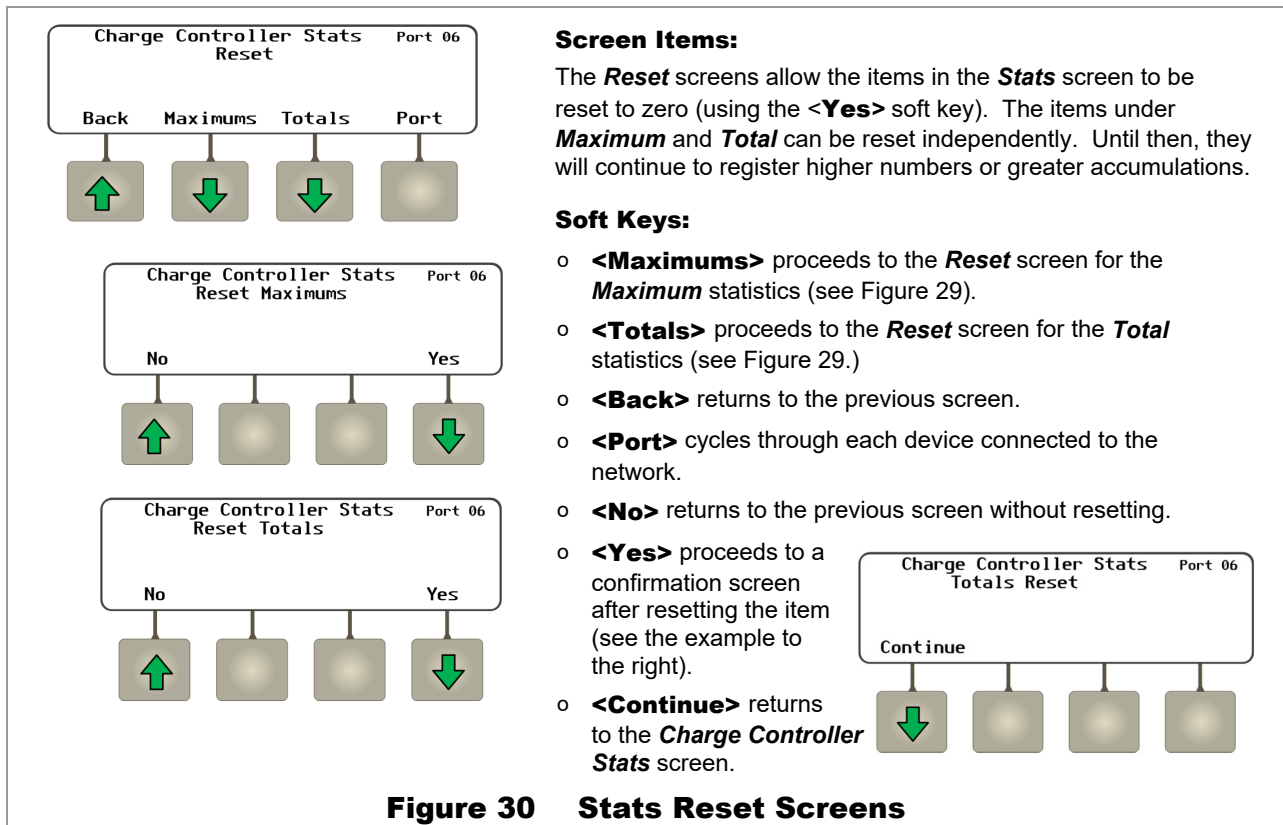 Charge Controller Stats Port 06
Reset
Back Maximums Totals Port
Charge Controller Stats Port 06
Reset Maximums
No Yes
Charge Controller Stats Port 06
Reset Totals
No Yes
Screen Items:
The Reset screens allow the items in the Stats screen to be
reset to zero (using the <Yes> soft key). The items under
Maximum and Total can be reset independently. Until then, they
will continue to register higher numbers or greater accumulations.
Soft Keys:
o <Maximums> proceeds to the Reset screen for the
Maximum statistics (see Figure 29).
o <Totals> proceeds to the Reset screen for the Total
statistics (see Figure 29.)
o <Back> returns to the previous screen.
o <Port> cycles through each device connected to the
network.
o <No> returns to the previous screen without resetting.
o <Yes> proceeds to a
confirmation screen
after resetting the item
(see the example to
the right).
o <Continue> returns
to the Charge Controller
Stats screen.
Charge Controller Stats Port 06
Totals Reset
Continue
Figure 30 Stats Reset Screens